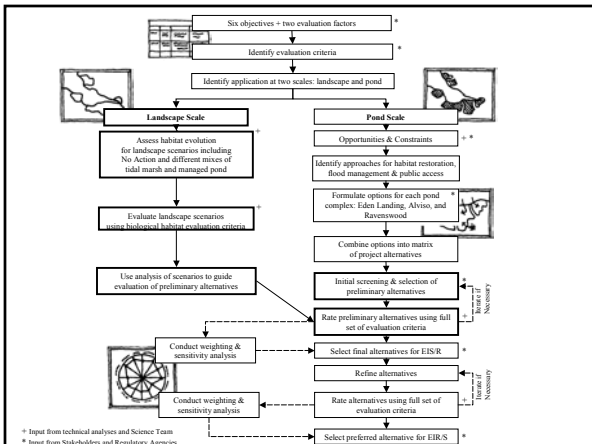 Six objectives + two evaluation factors
*
Identify evaluation criteria
*
Identify application at two scales: landscape and pond
Landscape Scale
Assess habitat evolution
for landscape scenarios including
No Action and different mixes of
tidal marsh and managed pond
+
Evaluate landscape scenarios
using biological habitat evaluation criteria
+
Use analysis of scenarios to guide
evaluation of preliminary alternatives
Pond Scale
Opportunities & Constraints
+ *
Identify approaches for habitat restoration,
flood management & public access
Formulate options for each pond
complex: Eden Landing, Alviso, and
Ravenswood
*
Combine options into matrix
of project alternatives
Initial screening & selection of
preliminary alternatives
*
Iterate if
Necessary
Rate preliminary alternatives using full
set of evaluation criteria
+
Conduct weighting &
sensitivity analysis
Select final alternatives for EIS/R
*
Refine alternatives
*
Iterate if
Necessary
Conduct weighting &
sensitivity analysis
Rate alternatives using full set of
evaluation criteria
+
Select preferred alternative for EIR/S
*
+ Input from technical analyses and Science Team
* Input from Stakeholders and Regulatory Agencies